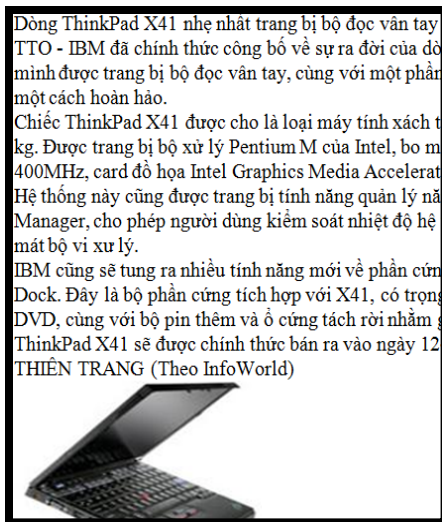 Dòng ThinkPad X41 nhẹ nhất trang bị bộ đọc vân tay
TTO - IBM đã chính thức công bố về sự ra đời của dò
mình được trang bị bộ đọc vân tay, cùng với một phần
một cách hoàn hảo.
Chiếc ThinkPad X41 được cho là loại máy tính xách t
kg. Được trang bị bộ xử lý Pentium M của Intel, bo m
400MHz, card đồ họa Intel Graphics Media Accelerat
Hệ thống này cũng được trang bị tính năng quản lý nă
Manager, cho phép người dùng kiểm soát nhiệt độ hệ
mát bộ vi xư lý.
IBM cũng sẽ tung ra nhiều tính năng mới về phần cứn
Dock. Đây là bộ phần cứng tích hợp với X41, có trọng
DVD, cùng với bộ pin thêm và ổ cứng tách rời nhằm g
ThinkPad X41 sẽ được chính thức bán ra vào ngày 12
THIÊN TRANG (Theo InfoWorld)